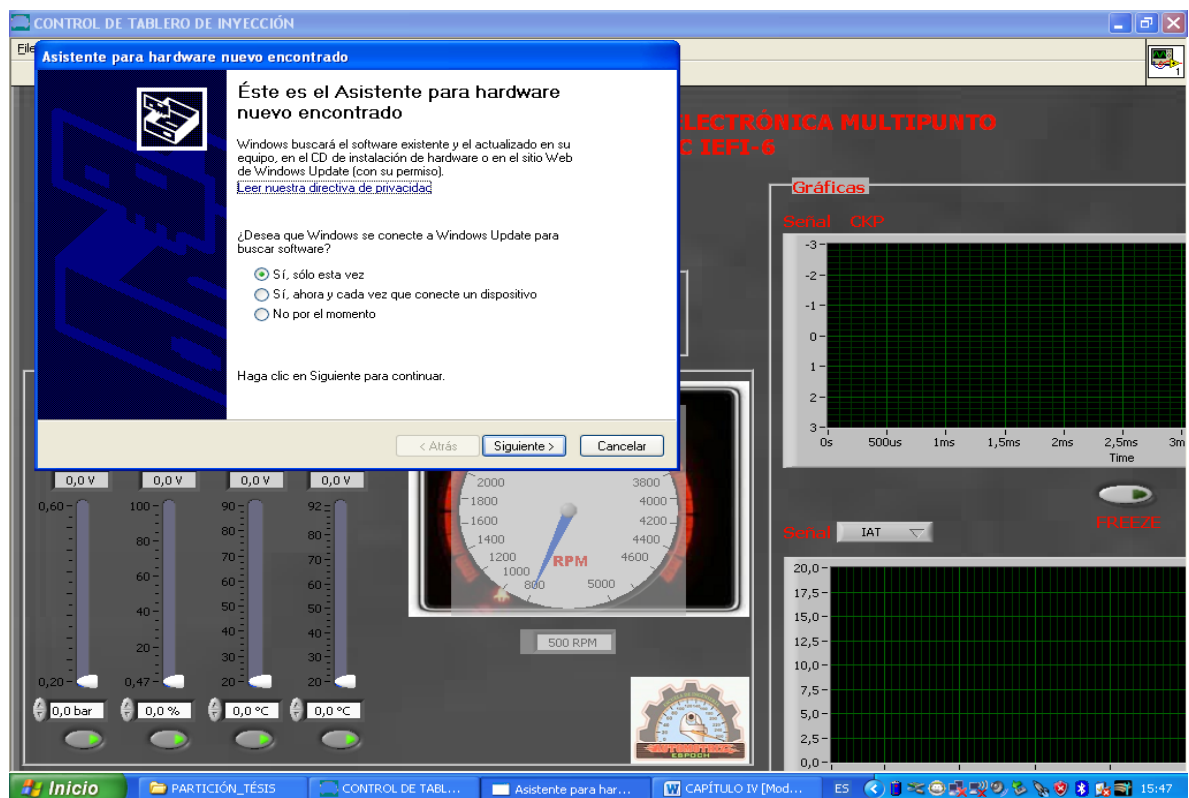 CONTROL DE TABLERO DE INYECCIÓN
File
Asistente para hardware nuevo encontrado
Éste es el Asistente para hardware
nuevo encontrado
Windows buscará el software existente y el actualizado en su
equipo, en el CD de instalación de hardware o en el sitio Web
de Windows Update (con su permiso).
Leer nuestra directiva de privacidad
¿Desea que Windows se conecte a Windows Update para
buscar software?
Sí, sólo esta vez
Sí, ahora y cada vez que conecte un dispositivo
No por el momento
Haga clic en Siguiente para continuar.
< Atrás
Siguiente >
Cancelar
1
ELECTRÓNICA MULTIPUNTO
C IEFI-6
Gráficas
Señal CKP
-3
-2
-1
0
1
2
3
0s 500us 1ms 1,5ms 2ms 2,5ms 3m
Time
FREEZE
Señal IAT
20,0
17,5
15,0
12,5
10,0
7,5
5,0
2,5
0,0
0,0 V 0,0 V 0,0 V 0,0 V
0,60
0,20
100
80
60
40
20
0,47
90
80
70
60
50
40
30
20
92
80
70
60
50
40
30
20
0,0 bar 0,0 % 0,0 °C 0,0 °C
2000 3800
1800 4000
1600 4200
1400 4400
1200 4600
1000 RPM
800 5000
500 RPM
AUTOMOTRIZ
ESPOCH
Inicio
PARTICIÓN_TÉSIS
CONTROL DE TABL...
Asistente para har...
CAPÍTULO IV [Mod...
ES
15:47